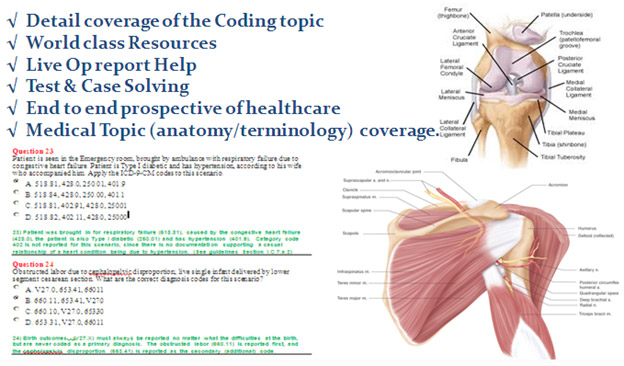 √ Detail coverage of the Coding topic
√ World class Resources
√ Live Op report Help
√ Test & Case Solving
√ End to end prospective of healthcare
√ Medical Topic (anatomy/terminology) coverage.
Question 23
Patient is seen in the Emergency room, brought by ambulance with respiratory failure due to
congestive heart failure. Patient is Type I diabetic and has hypertension, according to his wife
who accompanied him. Apply the ICD-9-CM codes to this scenario.
A. 518.81, 428.0, 250.01, 401.9
B. 518.84, 428.0, 250.00, 401.1
C. 518.81, 402.91, 428.0, 25001
D. 518.82, 402.11, 428.0, 25000
23) Patient was brought in for respiratory failure (518.81), caused by the congestive heart failure
(428.0), the patient is also Type I diabetic (250.01) and has hypertension (401.9). Category code
402 is not reported for this scenario, since there is no documentation supporting a casual
relationship of a heart condition being due to hypertension. (See guidelines, Section I.C.7.a.2)
Question 24
Obstructed labor due to cephalopelvic disproportion, live single infant delivered by lower
segment cesarean section. What are the correct diagnosis codes for this scenario?
A. V27.0, 653.41, 66011
B. 660.11, 653.41, V27.0
C. 660.10, V27.0, 65330
D. 653.31, V27.0, 66011
24) Birth outcomes (V27.X) must always be reported no matter what the difficulties at the birth,
but are never coded as a primary diagnosis. The obstructed labor (660.11) is reported first, and
the cephalopelvic disproportion (653.41) is reported as the secondary (additional) code
Femur
(thighbone)
Patella (underside)
Anterior
Cruciate
Ligament
Trochlea
(patellofemoral
groove)
Lateral
Femoral
Condyle
Posterior
Cruciate
Ligament
Lateral
Meniscus
Medial
Collateral
Ligament
Lateral
Collateral
Ligament
Medial
Meniscus
Tibial Plateau
Tibia (shinbone)
Fibula
Tibial Tuberosity
Acromioclavicular joint
Suprascapular a. and n.
Clavicle
Supraspinatus m.
Acromion
Scapular spine
Scapula
Humerus
Deltoid (reflected)
Infraspinatus m.
Axillary n.
Teres minor m.
Posterior circumflex
humeral a.
Teres major m.
Quadrangular space
Deep brachial a.
Radial n.
Triceps brachii m.